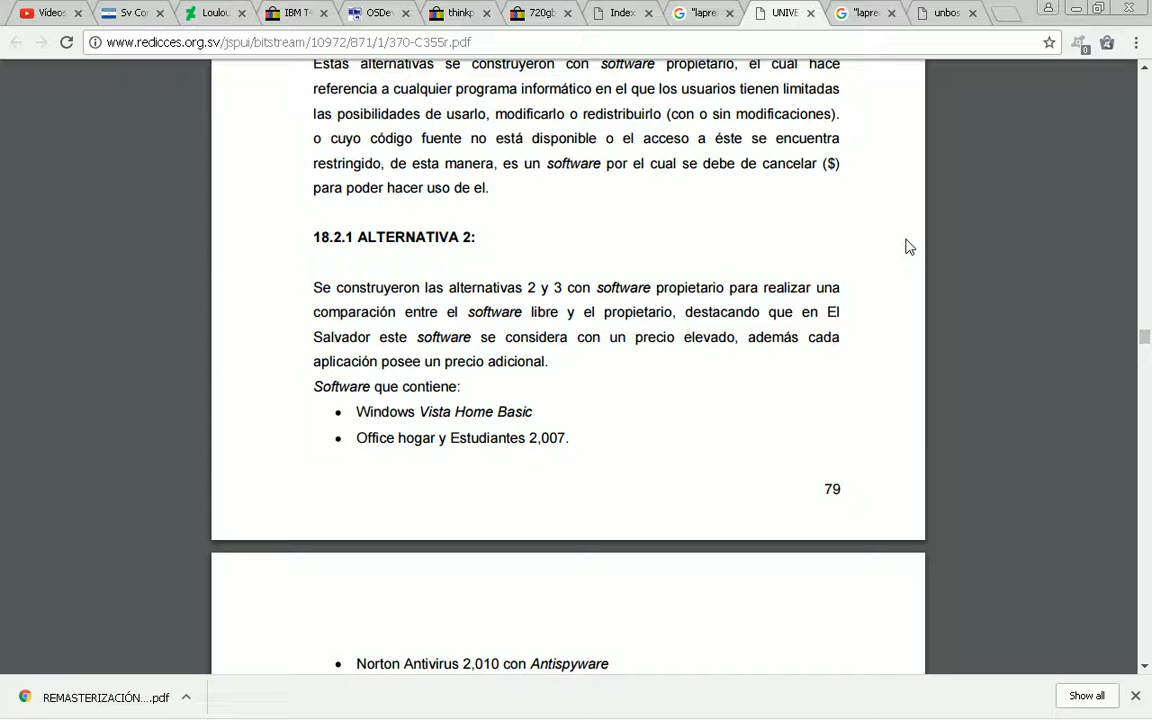 Vídeos
Sv Co
Loulou
IBM T
OSDe
think
720gb
Index
"lapre
UNIVE
"lapre
unbos
www.redicces.org.sv/jspui/bitstream/10972/871/1/370-C355r.pdf
0
Estas alternativas se construyeron con software propietario, el cual hace
referencia a cualquier programa informático en el que los usuarios tienen limitadas
las posibilidades de usarlo, modificarlo o redistribuirlo (con o sin modificaciones).
o cuyo código fuente no está disponible o el acceso a éste se encuentra
restringido, de esta manera, es un software por el cual se debe de cancelar ($)
para poder hacer uso de el.
18.2.1 ALTERNATIVA 2:
Se construyeron las alternativas 2 y 3 con software propietario para realizar una
comparación entre el software libre y el propietario, destacando que en El
Salvador este software se considera con un precio elevado, además cada
aplicación posee un precio adicional.
Software que contiene:
• Windows Vista Home Basic
• Office hogar y Estudiantes 2,007.
79
• Norton Antivirus 2,010 con Antispyware
REMASTERIZACIÓN....pdf
Show all